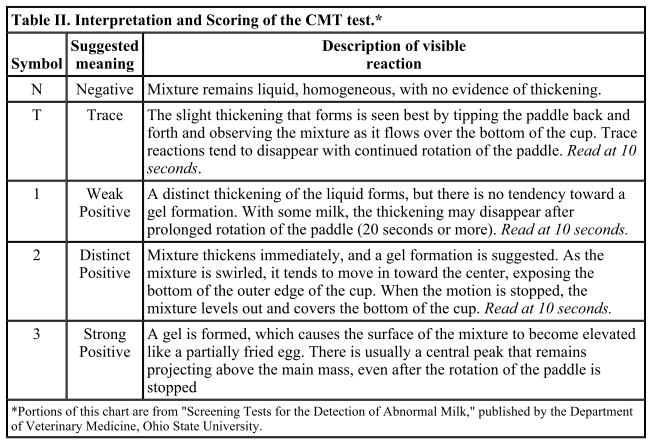 Table II. Interpretation and Scoring of the CMT test.*
Symbol
Suggested
meaning
Description of visible
reaction
N
Negative
Mixture remains liquid, homogeneous, with no evidence of thickening.
T
Trace
The slight thickening that forms is seen best by tipping the paddle back and
forth and observing the mixture as it flows over the bottom of the cup. Trace
reactions tend to disappear with continued rotation of the paddle. Read at 10
seconds.
1
Weak
Positive
A distinct thickening of the liquid forms, but there is no tendency toward a
gel formation. With some milk, the thickening may disappear after
prolonged rotation of the paddle (20 seconds or more). Read at 10 seconds.
2
Distinct
Positive
Mixture thickens immediately, and a gel formation is suggested. As the
mixture is swirled, it tends to move in toward the center, exposing the
bottom of the outer edge of the cup. When the motion is stopped, the
mixture levels out and covers the bottom of the cup. Read at 10 seconds.
3
Strong
Positive
A gel is formed, which causes the surface of the mixture to become elevated
like a partially fried egg. There is usually a central peak that remains
projecting above the main mass, even after the rotation of the paddle is
stopped
*Portions of this chart are from "Screening Tests for the Detection of Abnormal Milk," published by the Department
of Veterinary Medicine, Ohio State University.